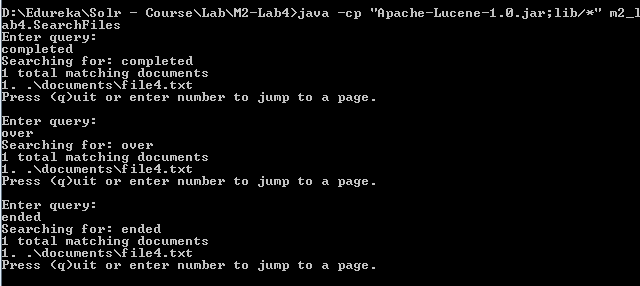 D:\Edureka\Solr - Course\Lab\M2-Lab4>java -cp "Apache-Lucene-1.0.jar;lib/*" m2_l
ab4.SearchFiles
Enter query:
completed
Searching for: completed
1 total matching documents
1. .\documents\file4.txt
Press (q)uit or enter number to jump to a page.
Enter query:
over
Searching for: over
1 total matching documents
1. .\documents\file4.txt
Press (q)uit or enter number to jump to a page.
Enter query:
ended
Searching for: ended
1 total matching documents
1. .\documents\file4.txt
Press (q)uit or enter number to jump to a page.